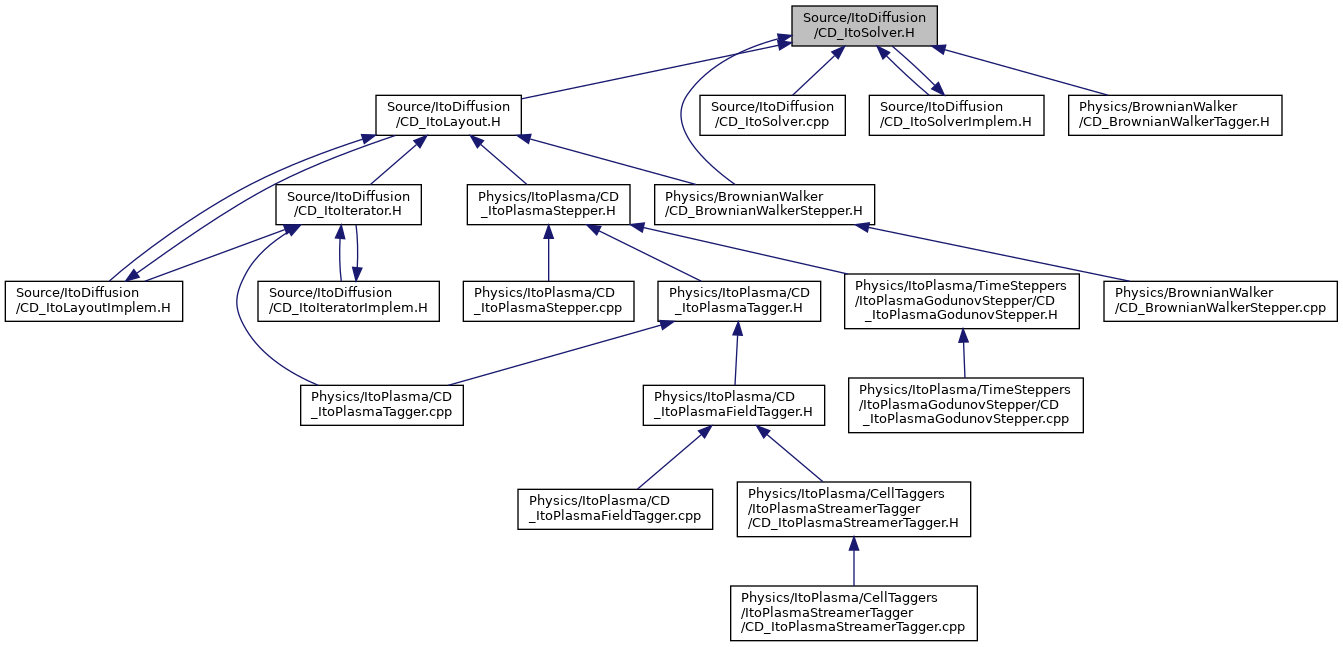 Source/ItoDiffusion
/CD_ItoSolver.H
Source/ItoDiffusion
/CD_ItoLayout.H
Source/ItoDiffusion
/CD_ItoSolver.cpp
Source/ItoDiffusion
/CD_ItoSolverImplem.H
Physics/BrownianWalker
/CD_BrownianWalkerTagger.H
Source/ItoDiffusion
/CD_ItoIterator.H
Physics/ItoPlasma/CD
_ItoPlasmaStepper.H
Physics/BrownianWalker
/CD_BrownianWalkerStepper.H
Source/ItoDiffusion
/CD_ItoLayoutImplem.H
Source/ItoDiffusion
/CD_ItoIteratorImplem.H
Physics/ItoPlasma/CD
_ItoPlasmaStepper.cpp
Physics/ItoPlasma/CD
_ItoPlasmaTagger.H
Physics/ItoPlasma/TimeSteppers
/ItoPlasmaGodunovStepper/CD
_ItoPlasmaGodunovStepper.H
Physics/BrownianWalker
/CD_BrownianWalkerStepper.cpp
Physics/ItoPlasma/CD
_ItoPlasmaTagger.cpp
Physics/ItoPlasma/CD
_ItoPlasmaFieldTagger.H
Physics/ItoPlasma/TimeSteppers
/ItoPlasmaGodunovStepper/CD
_ItoPlasmaGodunovStepper.cpp
Physics/ItoPlasma/CD
_ItoPlasmaFieldTagger.cpp
Physics/ItoPlasma/CellTaggers
/ItoPlasmaStreamerTagger
/CD_ItoPlasmaStreamerTagger.H
Physics/ItoPlasma/CellTaggers
/ItoPlasmaStreamerTagger
/CD_ItoPlasmaStreamerTagger.cpp